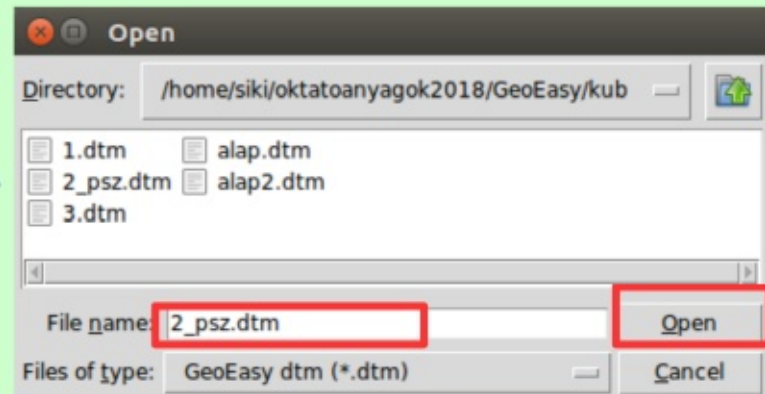 Open
Directory: /home/siki/oktatoanyagok2018/GeoEasy/kub
1.dtm alap.dtm
2_psz.dtm alap2.dtm
3.dtm
File name: 2_psz.dtm Open
Files of type: GeoEasy dtm (*.dtm) Cancel